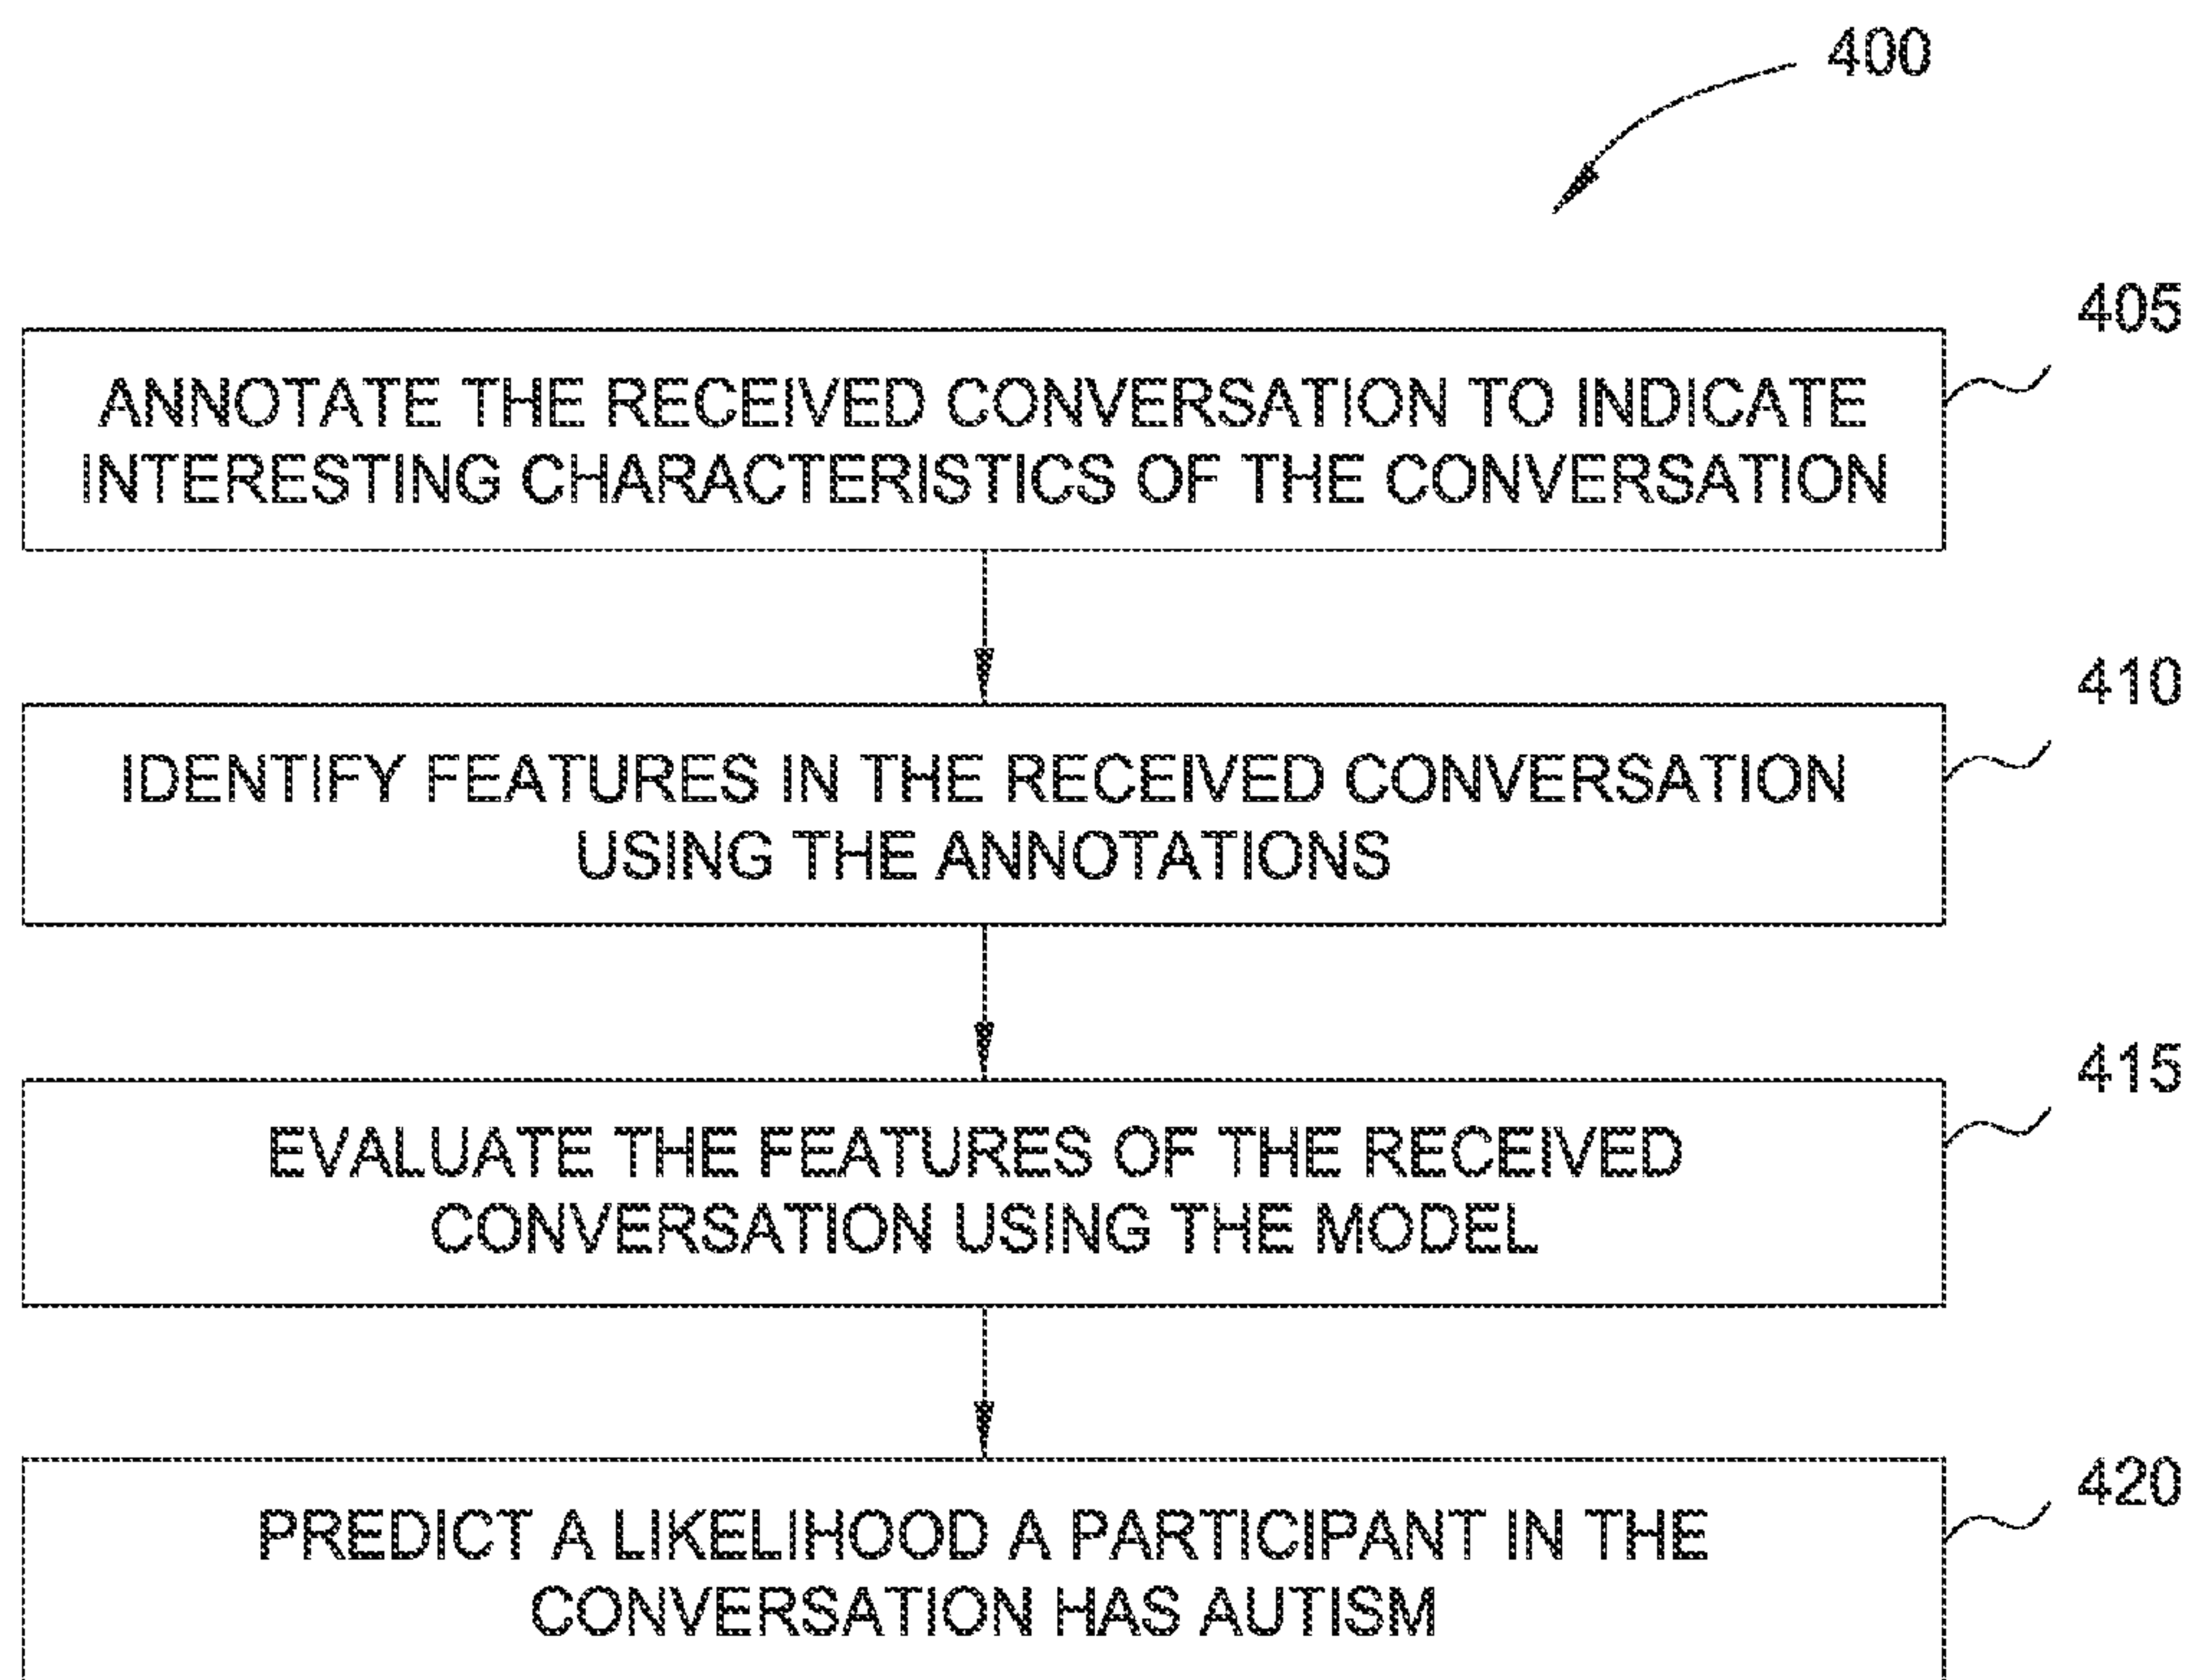 400
405
ANNOTATE THE RECEIVED CONVERSATION TO INDICATE
INTERESTING CHARACTERISTICS OF THE CONVERSATION
410
IDENTIFY FEATURES IN THE RECEIVED CONVERSATION
USING THE ANNOTATIONS
415
EVALUATE THE FEATURES OF THE RECEIVED
CONVERSATION USING THE MODEL
420
PREDICT A LIKELIHOOD A PARTICIPANT IN THE
CONVERSATION HAS AUTISM